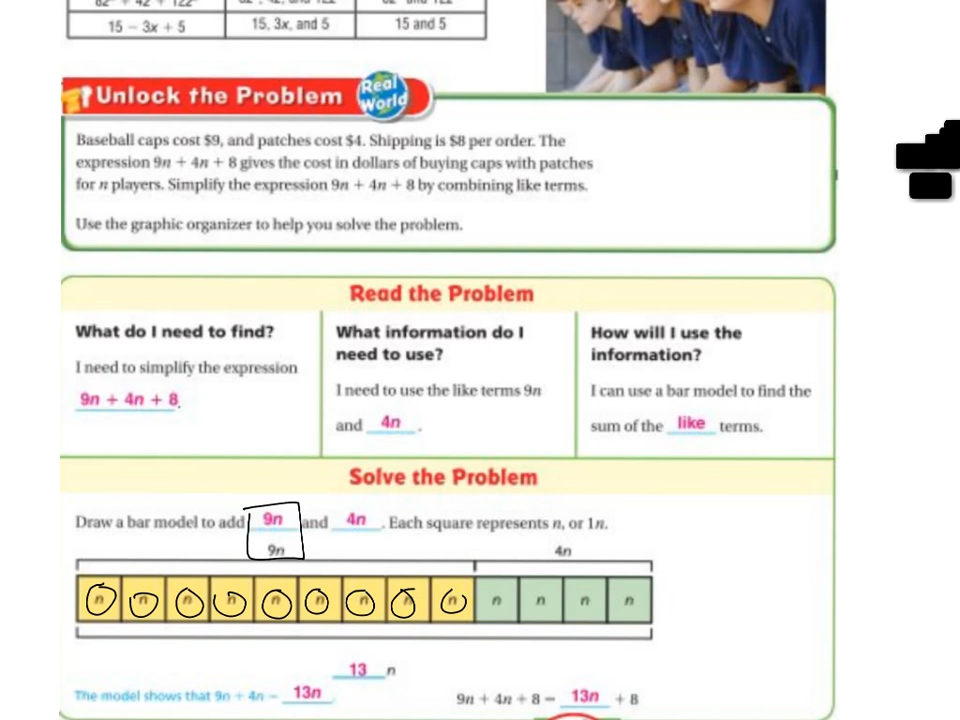 15 − 3x + 5 15, 3x, and 5 15 and 5
Unlock the Problem Real World
Baseball caps cost $9, and patches cost $4. Shipping is $8 per order. The
expression 9n + 4n + 8 gives the cost in dollars of buying caps with patches
for n players. Simplify the expression 9n + 4n + 8 by combining like terms.
Use the graphic organizer to help you solve the problem.
Read the Problem
What do I need to find?
I need to simplify the expression
9n + 4n + 8.
What information do I
need to use?
I need to use the like terms 9n
and 4n.
How will I use the
information?
I can use a bar model to find the
sum of the like terms.
Solve the Problem
Draw a bar model to add 9n and 4n. Each square represents n, or 1n.
9n 4n
n n n n n n n n n n n n n
13 n
The model shows that 9n + 4n = 13n
9n + 4n + 8 = 13n + 8